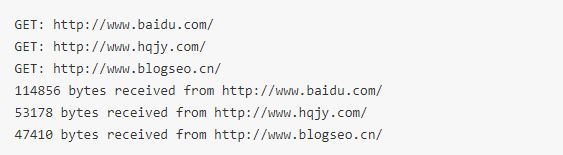 GET: http://www.baidu.com/
GET: http://www.hqjy.com/
GET: http://www.blogseo.cn/
114856 bytes received from http://www.baidu.com/
53178 bytes received from http://www.hqjy.com/
47410 bytes received from http://www.blogseo.cn/